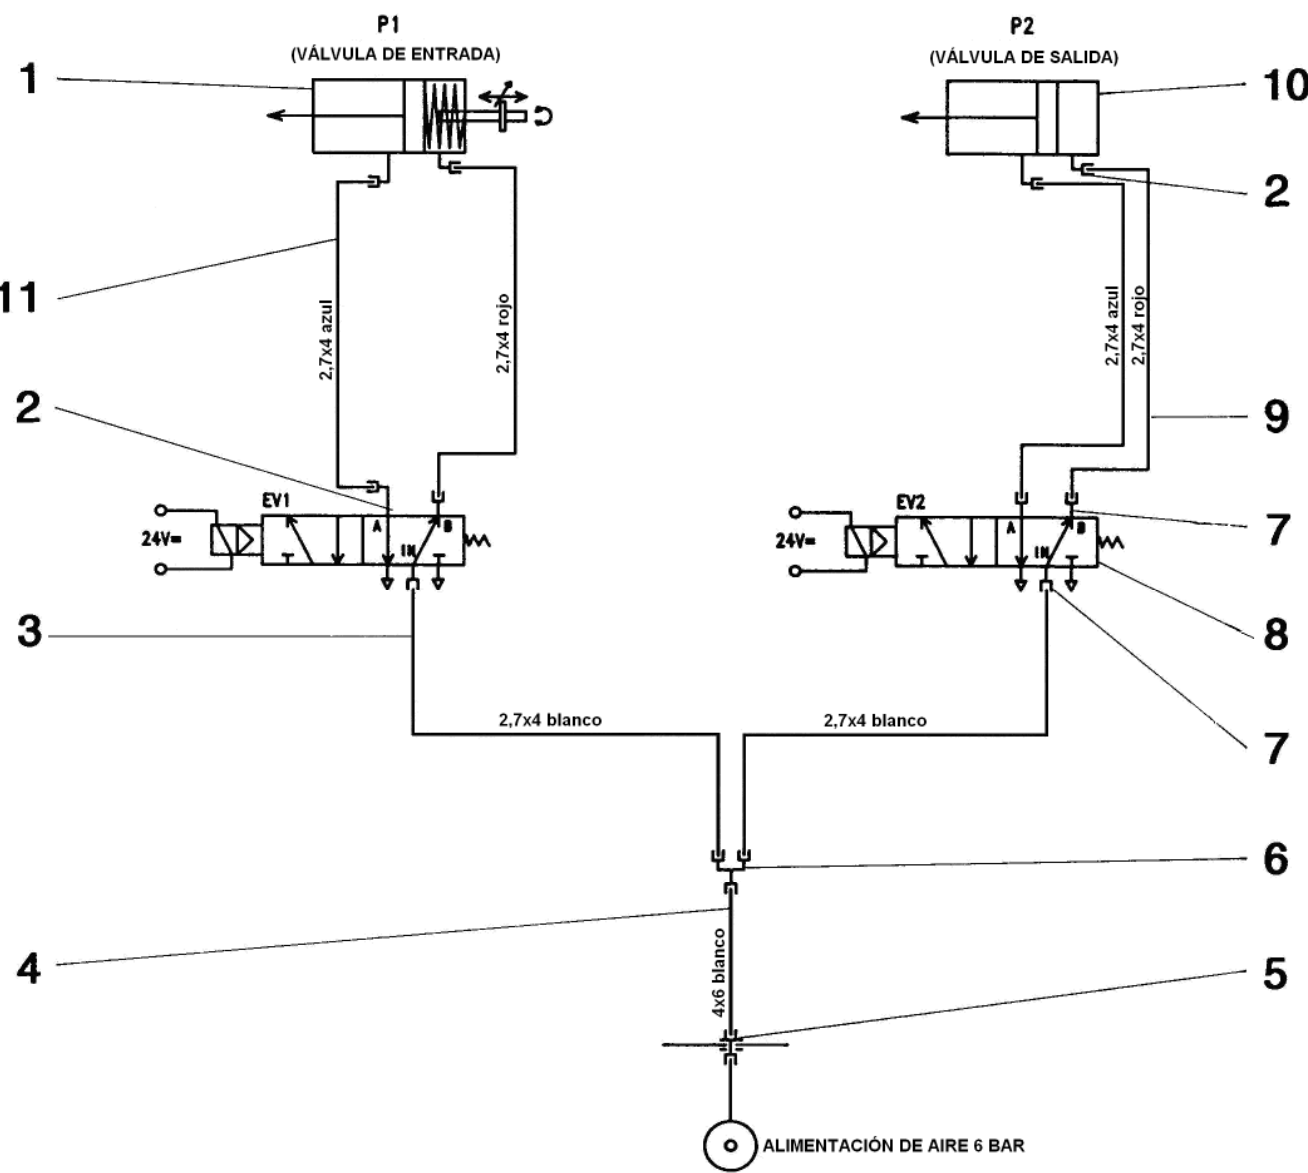 P1
(VÁLVULA DE ENTRADA)
P2
(VÁLVULA DE SALIDA)
1
10
2
11
2,7x4 azul
2,7x4 rojo
2,7x4 azul
2,7x4 rojo
2
9
EV1
A
B
IN
24V=
EV2
A
B
IN
24V=
7
3
8
2,7x4 blanco
2,7x4 blanco
7
6
4
4x6 blanco
5
ALIMENTACIÓN DE AIRE 6 BAR